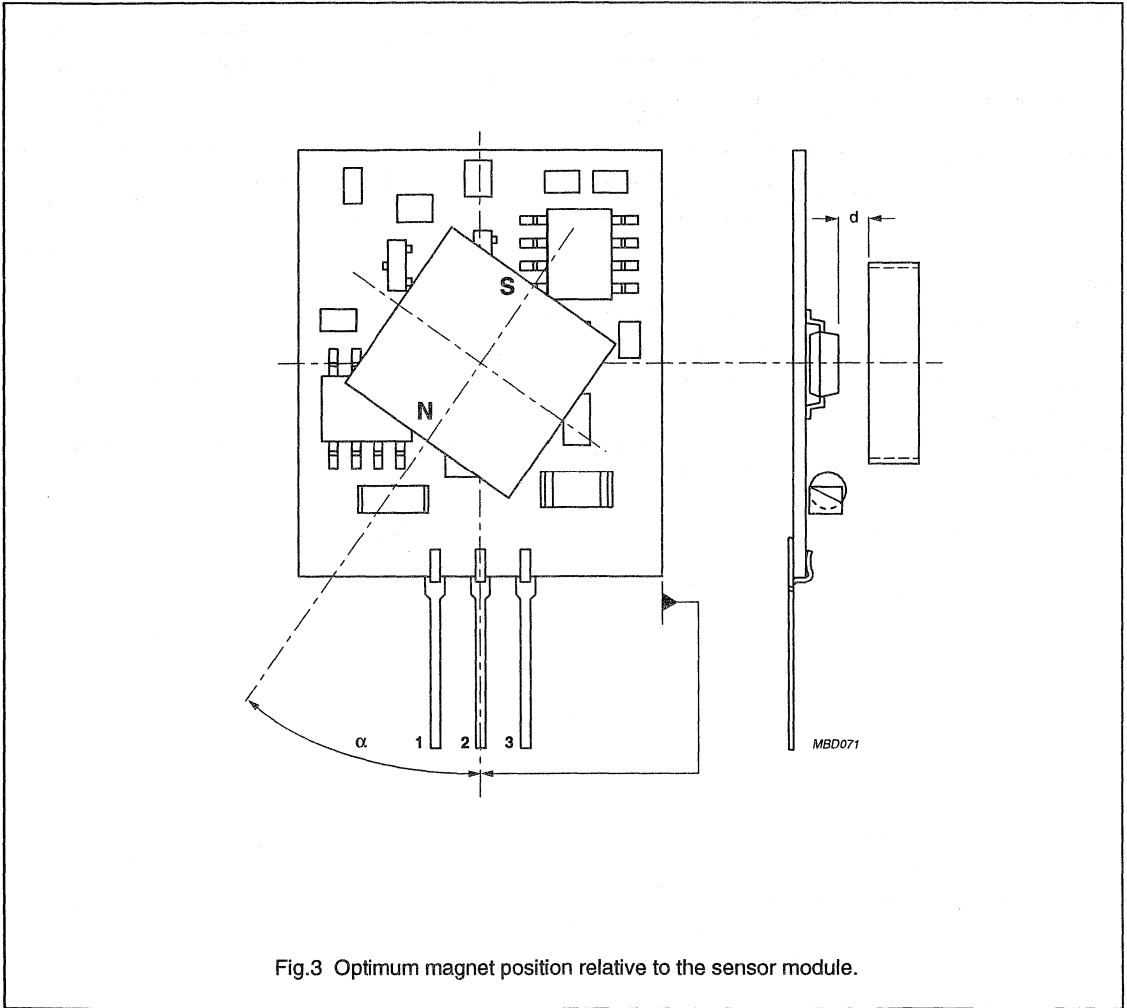 d
S
N
α
1 2 3
MBD071
Fig.3 Optimum magnet position relative to the sensor module.